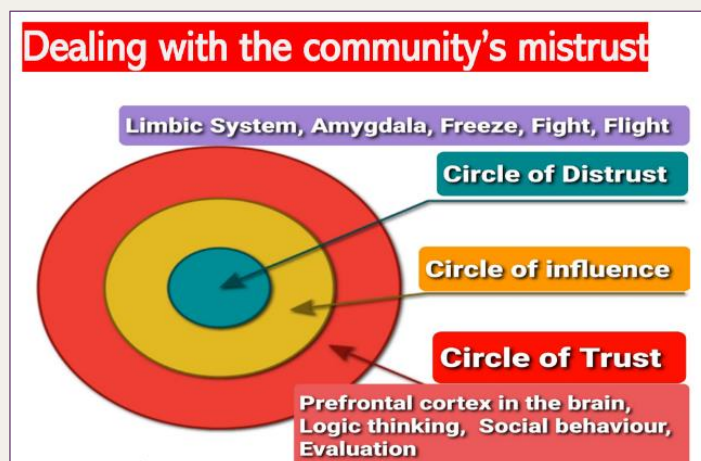 Dealing with the community's mistrust
Limbic System, Amygdala, Freeze, Fight, Flight
Circle of Distrust
Circle of influence
Circle of Trust
Prefrontal cortex in the brain,
Logic thinking, Social behaviour,
Evaluation